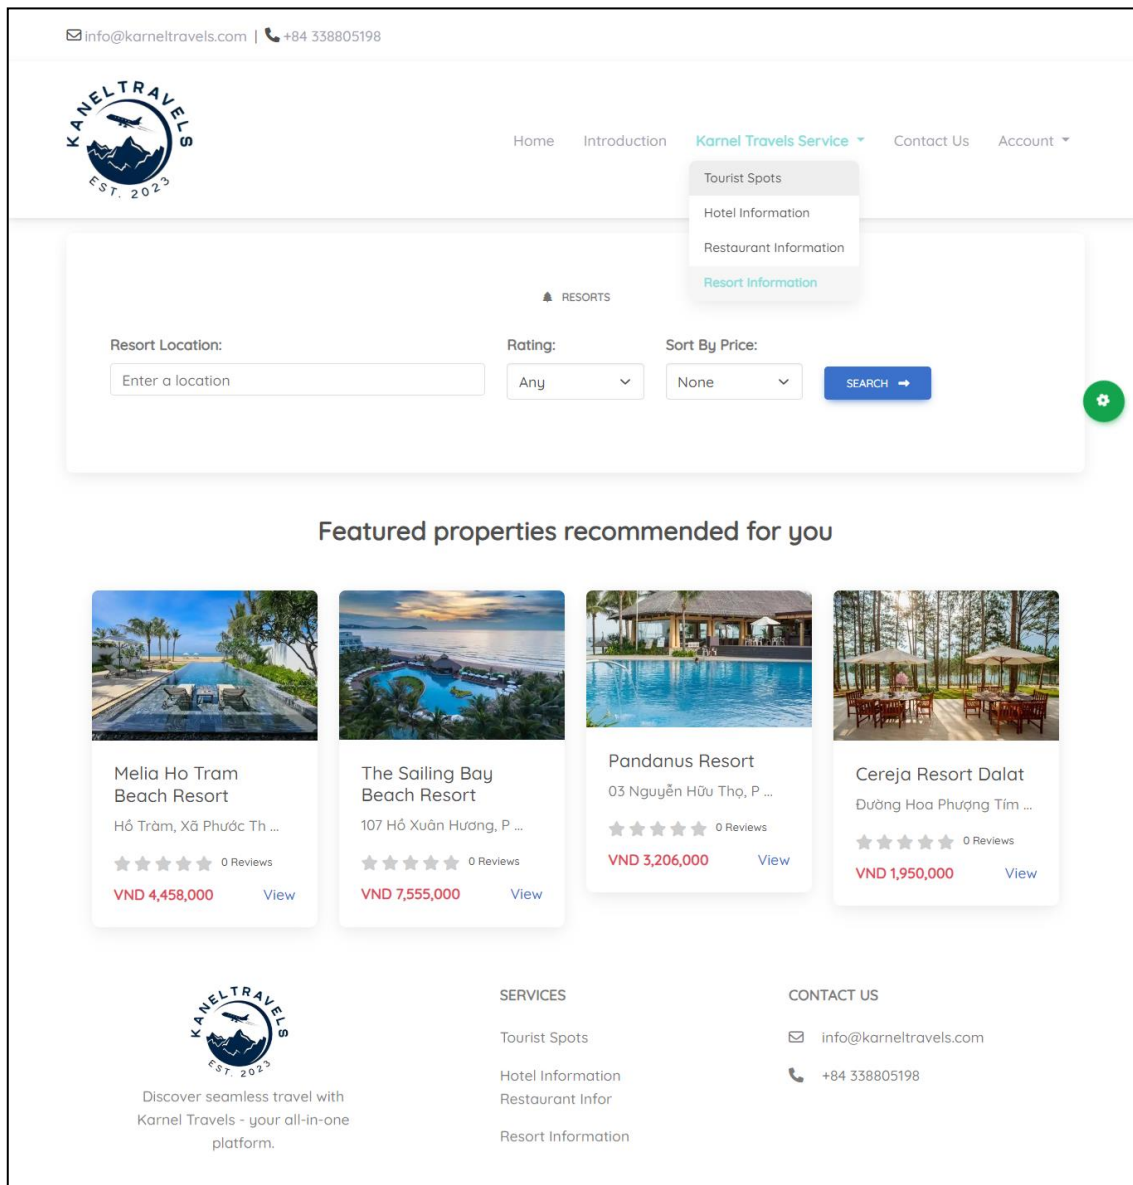 info@karneltravels.com | +84 338805198
KANELTRAVELS
EST. 2023
Home Introduction Karnel Travels Service Contact Us Account
Tourist Spots
Hotel Information
Restaurant Information
Resort Information
RESORTS
Resort Location: Rating: Sort By Price:
Enter a location Any None SEARCH
Featured properties recommended for you
Melia Ho Tram
Beach Resort
Hồ Tràm, Xã Phước Th ...
0 Reviews
VND 4,458,000 View
The Sailing Bay
Beach Resort
107 Hồ Xuân Hương, P ...
0 Reviews
VND 7,555,000 View
Pandanus Resort
03 Nguyễn Hữu Thọ, P ...
0 Reviews
VND 3,206,000 View
Cereja Resort Dalat
Đường Hoa Phượng Tím ...
0 Reviews
VND 1,950,000 View
KANELTRAVELS
EST. 2023
Discover seamless travel with
Karnel Travels - your all-in-one
platform.
SERVICES
Tourist Spots
Hotel Information
Restaurant Infor
Resort Information
CONTACT US
info@karneltravels.com
+84 338805198